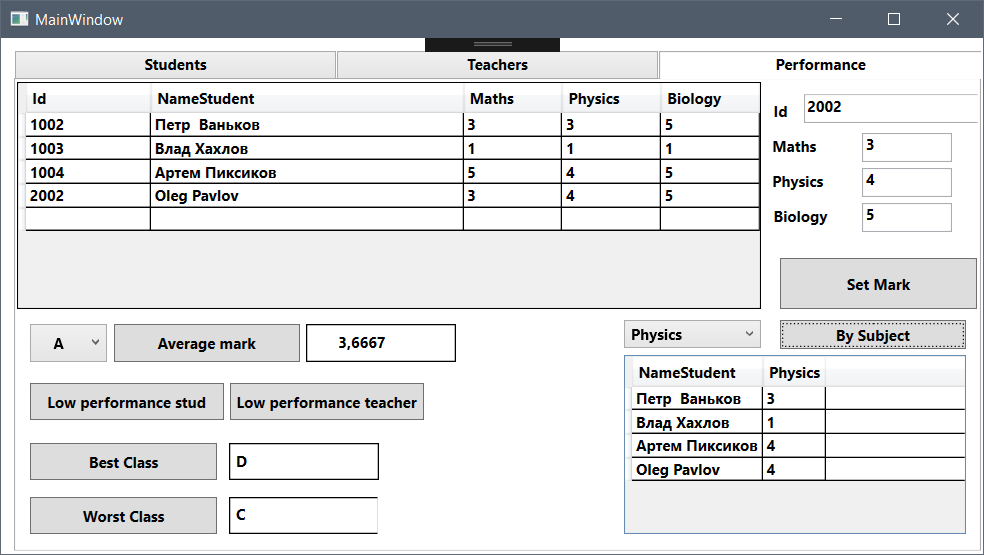 MainWindow
Students Teachers Performance
Id NameStudent Maths Physics Biology
1002 Петр Ваньков 3 3 5
1003 Влад Хахлов 1 1 1
1004 Артем Пиксиков 5 4 5
2002 Oleg Pavlov 3 4 5
Id 2002
Maths 3
Physics 4
Biology 5
Set Mark
A Average mark 3,6667
Physics By Subject
Low performance stud Low performance teacher
Best Class D
Worst Class C
NameStudent Physics
Петр Ваньков 3
Влад Хахлов 1
Артем Пиксиков 4
Oleg Pavlov 4